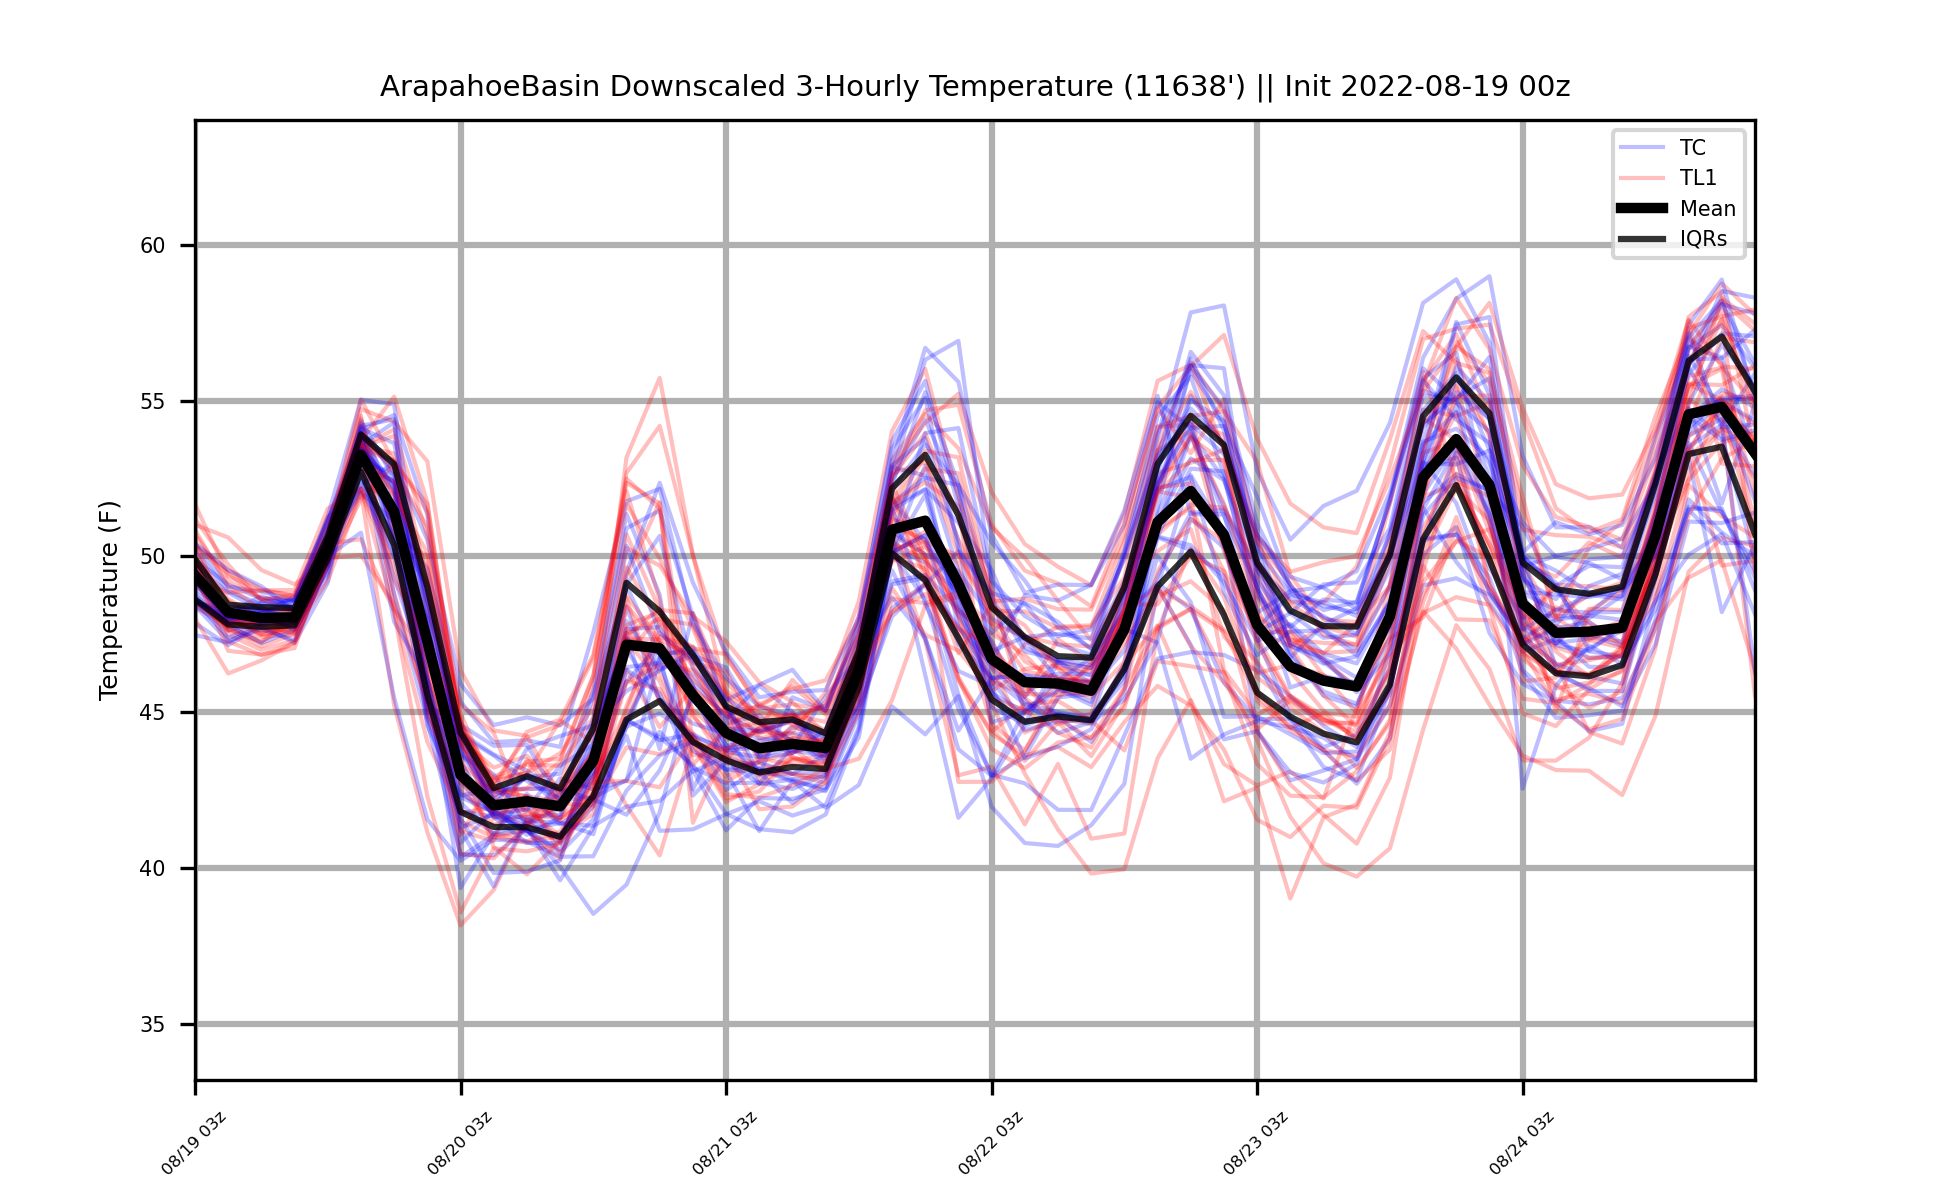 ArapahoeBasin Downscaled 3-Hourly Temperature (11638') || Init 2022-08-19 00z
TC
TL1
Mean
IQRs
Temperature (F)
60
55
50
45
40
35
08/19 03z
08/20 03z
08/21 03z
08/22 03z
08/23 03z
08/24 03z